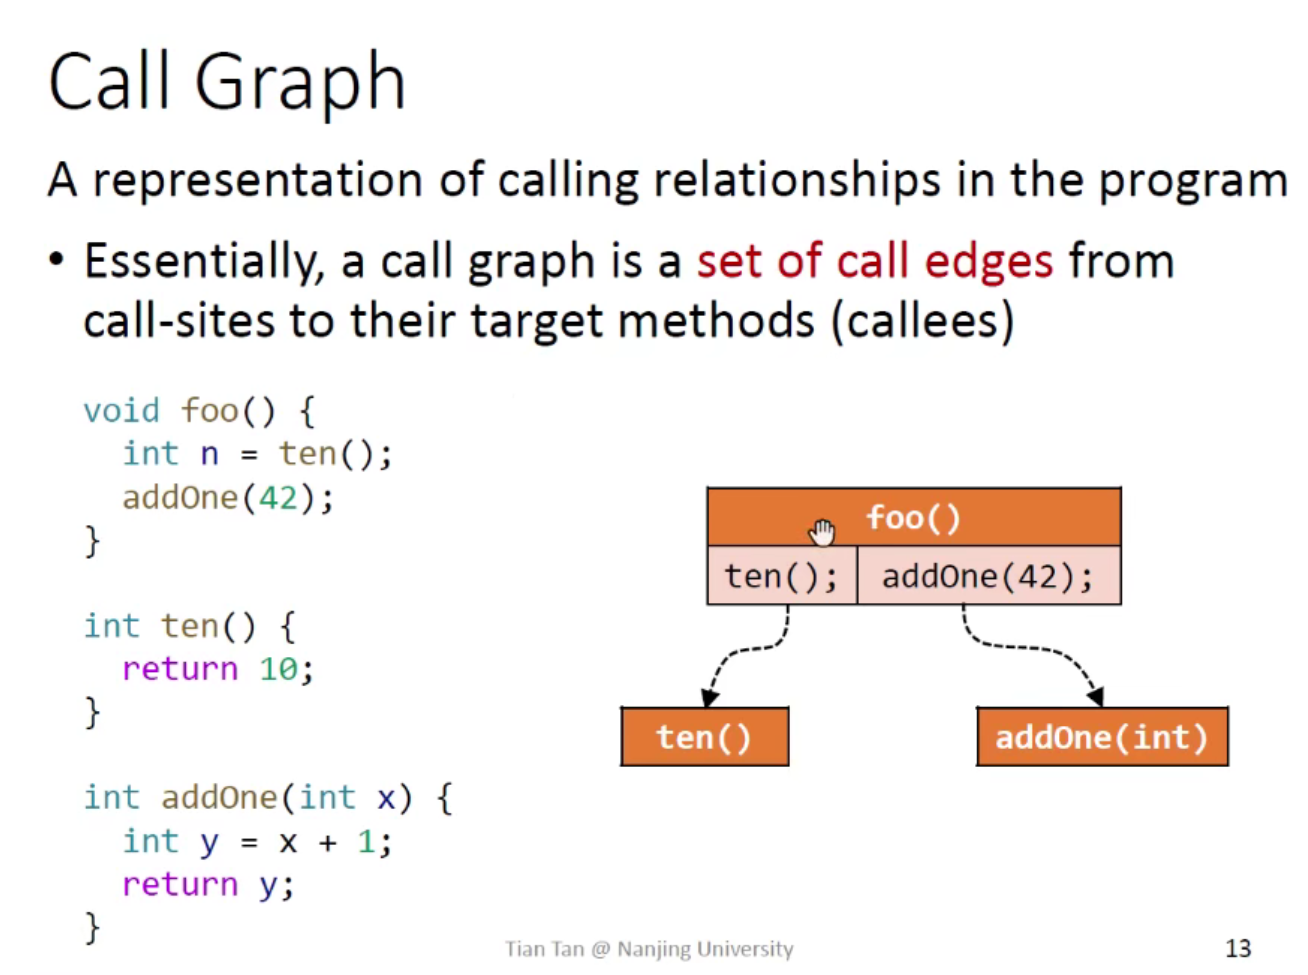 Call Graph
A representation of calling relationships in the program
• Essentially, a call graph is a set of call edges from
call-sites to their target methods (callees)
void foo() {
  int n = ten();
  addOne(42);
}
int ten() {
  return 10;
}
int addOne(int x) {
  int y = x + 1;
  return y;
}
foo()
ten();
addOne(42);
ten()
addOne(int)
Tian Tan @ Nanjing University
13